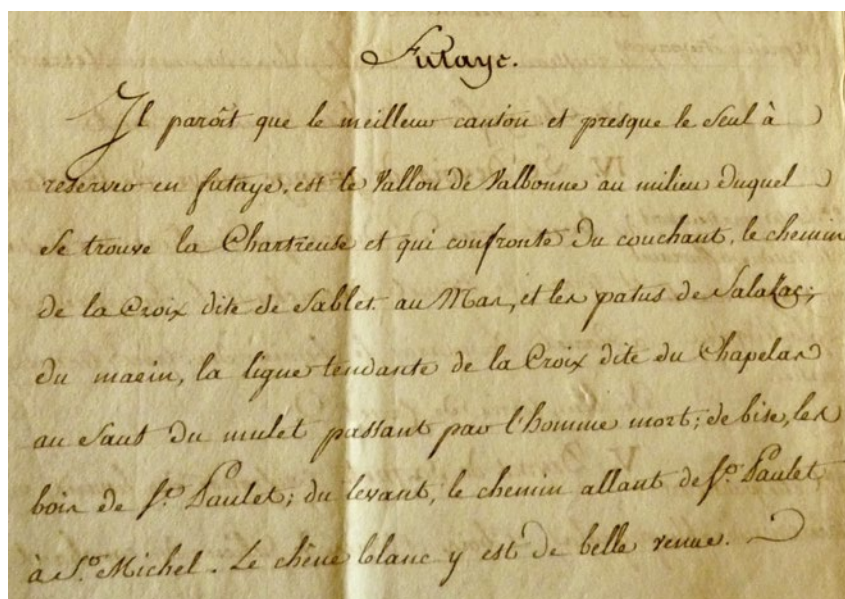 Futaye.
Il paroît que le meilleur canton et presque le seul à
reserver en futaye, est le Vallon de Valbonne au milieu duquel
se trouve la Chartreuse et qui confronte du couchant, le chemin
de la Croix dite de Sablet au Mas, et les patus de Salazac;
du marin, la ligne tendante de la Croix dite du Chapelas
au Saut du mulet passant par l'homme mort; de bise, les
bois de St. Paulet; du levant, le chemin allant de St. Paulet
à St. Michel. Le chêne blanc y est de belle venue.